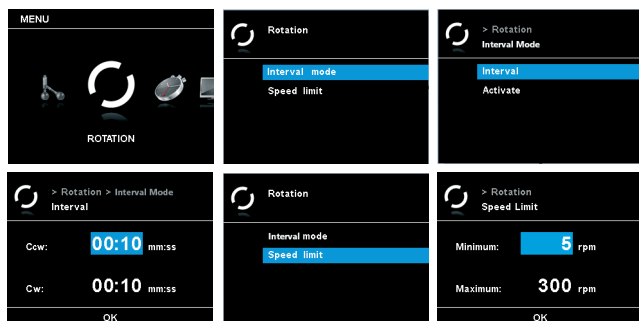 MENU
ROTATION
Rotation
Interval mode
Speed limit
> Rotation
Interval Mode
Interval
Activate
> Rotation > Interval Mode
Interval
Ccw: 00:10 mm:ss
Cw: 00:10 mm:ss
OK
Rotation
Interval mode
Speed limit
> Rotation
Speed Limit
Minimum: 5 rpm
Maximum: 300 rpm
OK